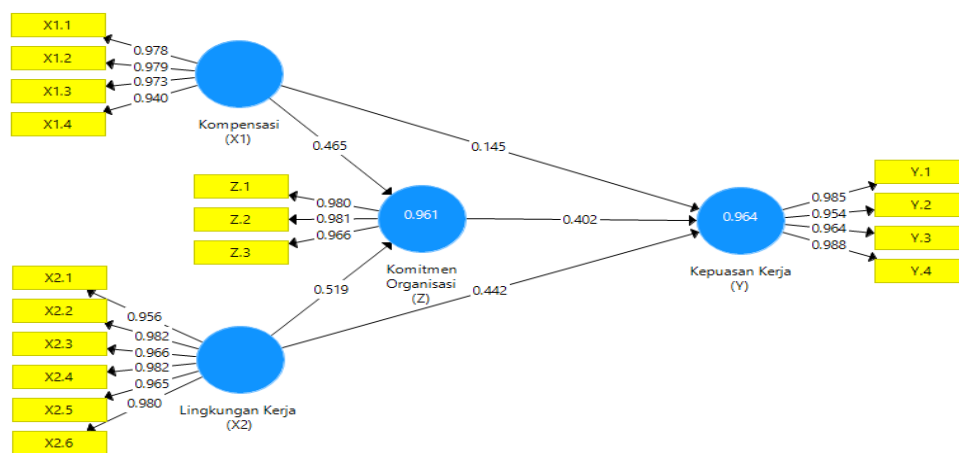 X1.1
X1.2
X1.3
X1.4
0.978
0.979
0.973
0.940
Kompensasi
(X1)
0.465
0.145
Z.1
Z.2
Z.3
0.980
0.981
0.966
0.961
Komitmen
Organisasi
(Z)
0.402
0.964
Kepuasan Kerja
(Y)
0.985
0.954
0.964
0.988
Y.1
Y.2
Y.3
Y.4
0.519
0.442
X2.1
X2.2
X2.3
X2.4
X2.5
X2.6
0.956
0.982
0.966
0.982
0.965
0.980
Lingkungan Kerja
(X2)